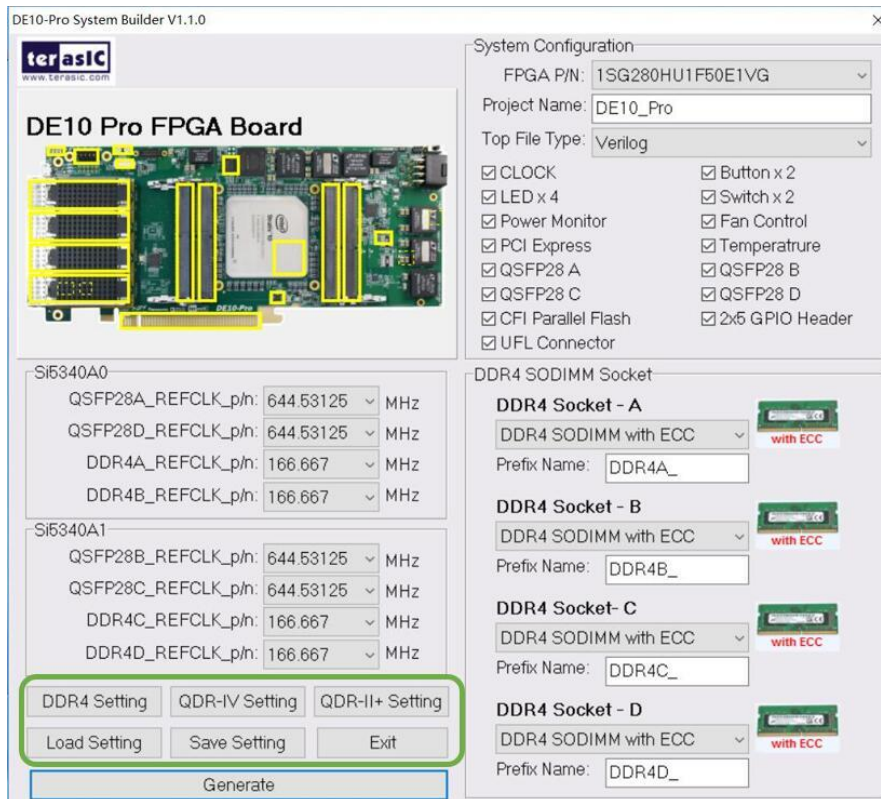 DE10-Pro System Builder V1.1.0
terasIC
www.terasic.com
DE10 Pro FPGA Board
DE10-Pro
System Configuration
FPGA P/N: 1SG280HU1F50E1VG
Project Name: DE10_Pro
Top File Type: Verilog
CLOCK Button x 2
LED x 4 Switch x 2
Power Monitor Fan Control
PCI Express Temperatrure
QSFP28 A QSFP28 B
QSFP28 C QSFP28 D
CFI Parallel Flash 2x5 GPIO Header
UFL Connector
Si5340A0
QSFP28A_REFCLK_p/n: 644.53125 MHz
QSFP28D_REFCLK_p/n: 644.53125 MHz
DDR4A_REFCLK_p/n: 166.667 MHz
DDR4B_REFCLK_p/n: 166.667 MHz
Si5340A1
QSFP28B_REFCLK_p/n: 644.53125 MHz
QSFP28C_REFCLK_p/n: 644.53125 MHz
DDR4C_REFCLK_p/n: 166.667 MHz
DDR4D_REFCLK_p/n: 166.667 MHz
DDR4 Setting QDR-IV Setting QDR-II+ Setting
Load Setting Save Setting Exit
Generate
DDR4 SODIMM Socket
DDR4 Socket - A
DDR4 SODIMM with ECC
with ECC
Prefix Name: DDR4A_
DDR4 Socket - B
DDR4 SODIMM with ECC
with ECC
Prefix Name: DDR4B_
DDR4 Socket- C
DDR4 SODIMM with ECC
with ECC
Prefix Name: DDR4C_
DDR4 Socket - D
DDR4 SODIMM with ECC
with ECC
Prefix Name: DDR4D_